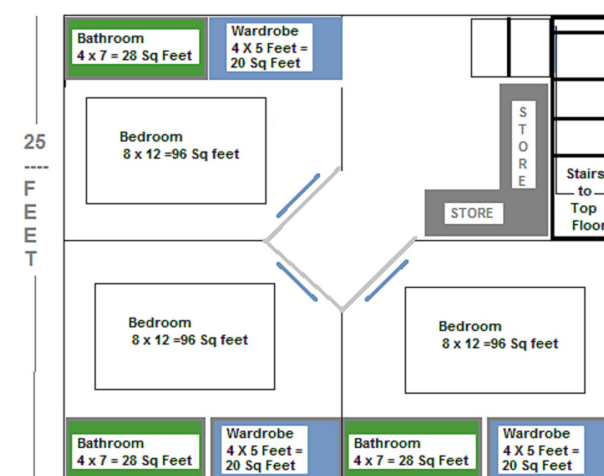 Bathroom
4 x 7 = 28 Sq Feet
Wardrobe
4 X 5 Feet =
20 Sq Feet
25
----
FEET
Bedroom
8 x 12 =96 Sq feet
STORE
STORE
Stairs
to
Top
Floor
Bedroom
8 x 12 =96 Sq feet
Bedroom
8 x 12 =96 Sq feet
Bathroom
4 x 7 = 28 Sq Feet
Wardrobe
4 X 5 Feet =
20 Sq Feet
Bathroom
4 x 7 = 28 Sq Feet
Wardrobe
4 X 5 Feet =
20 Sq Feet